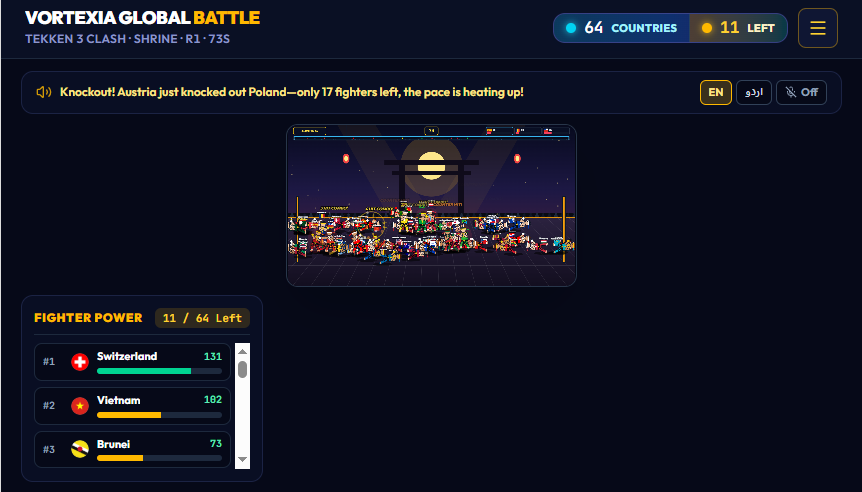 VORTEXIA GLOBAL BATTLE
TEKKEN 3 CLASH · SHRINE · R1 · 73S
64 COUNTRIES
11 LEFT
Knockout! Austria just knocked out Poland—only 17 fighters left, the pace is heating up!
EN
اردو
Off
FIGHTER POWER
11 / 64 Left
#1
Switzerland
131
#2
Vietnam
102
#3
Brunei
73